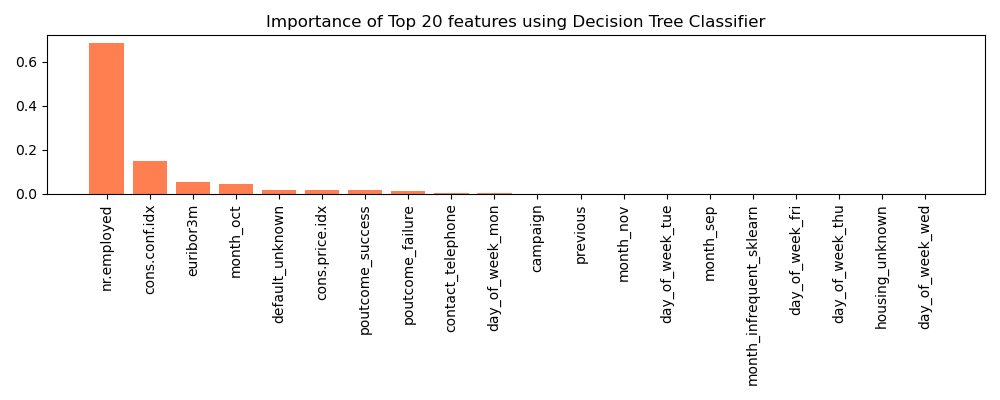 Importance of Top 20 features using Decision Tree Classifier
0.6
0.4
0.2
0.0
nr.employed
cons.conf.idx
euribor3m
month_oct
default_unknown
cons.price.idx
poutcome_success
poutcome_failure
contact_telephone
day_of_week_mon
campaign
previous
month_nov
day_of_week_tue
month_sep
month_infrequent_sklearn
day_of_week_fri
day_of_week_thu
housing_unknown
day_of_week_wed